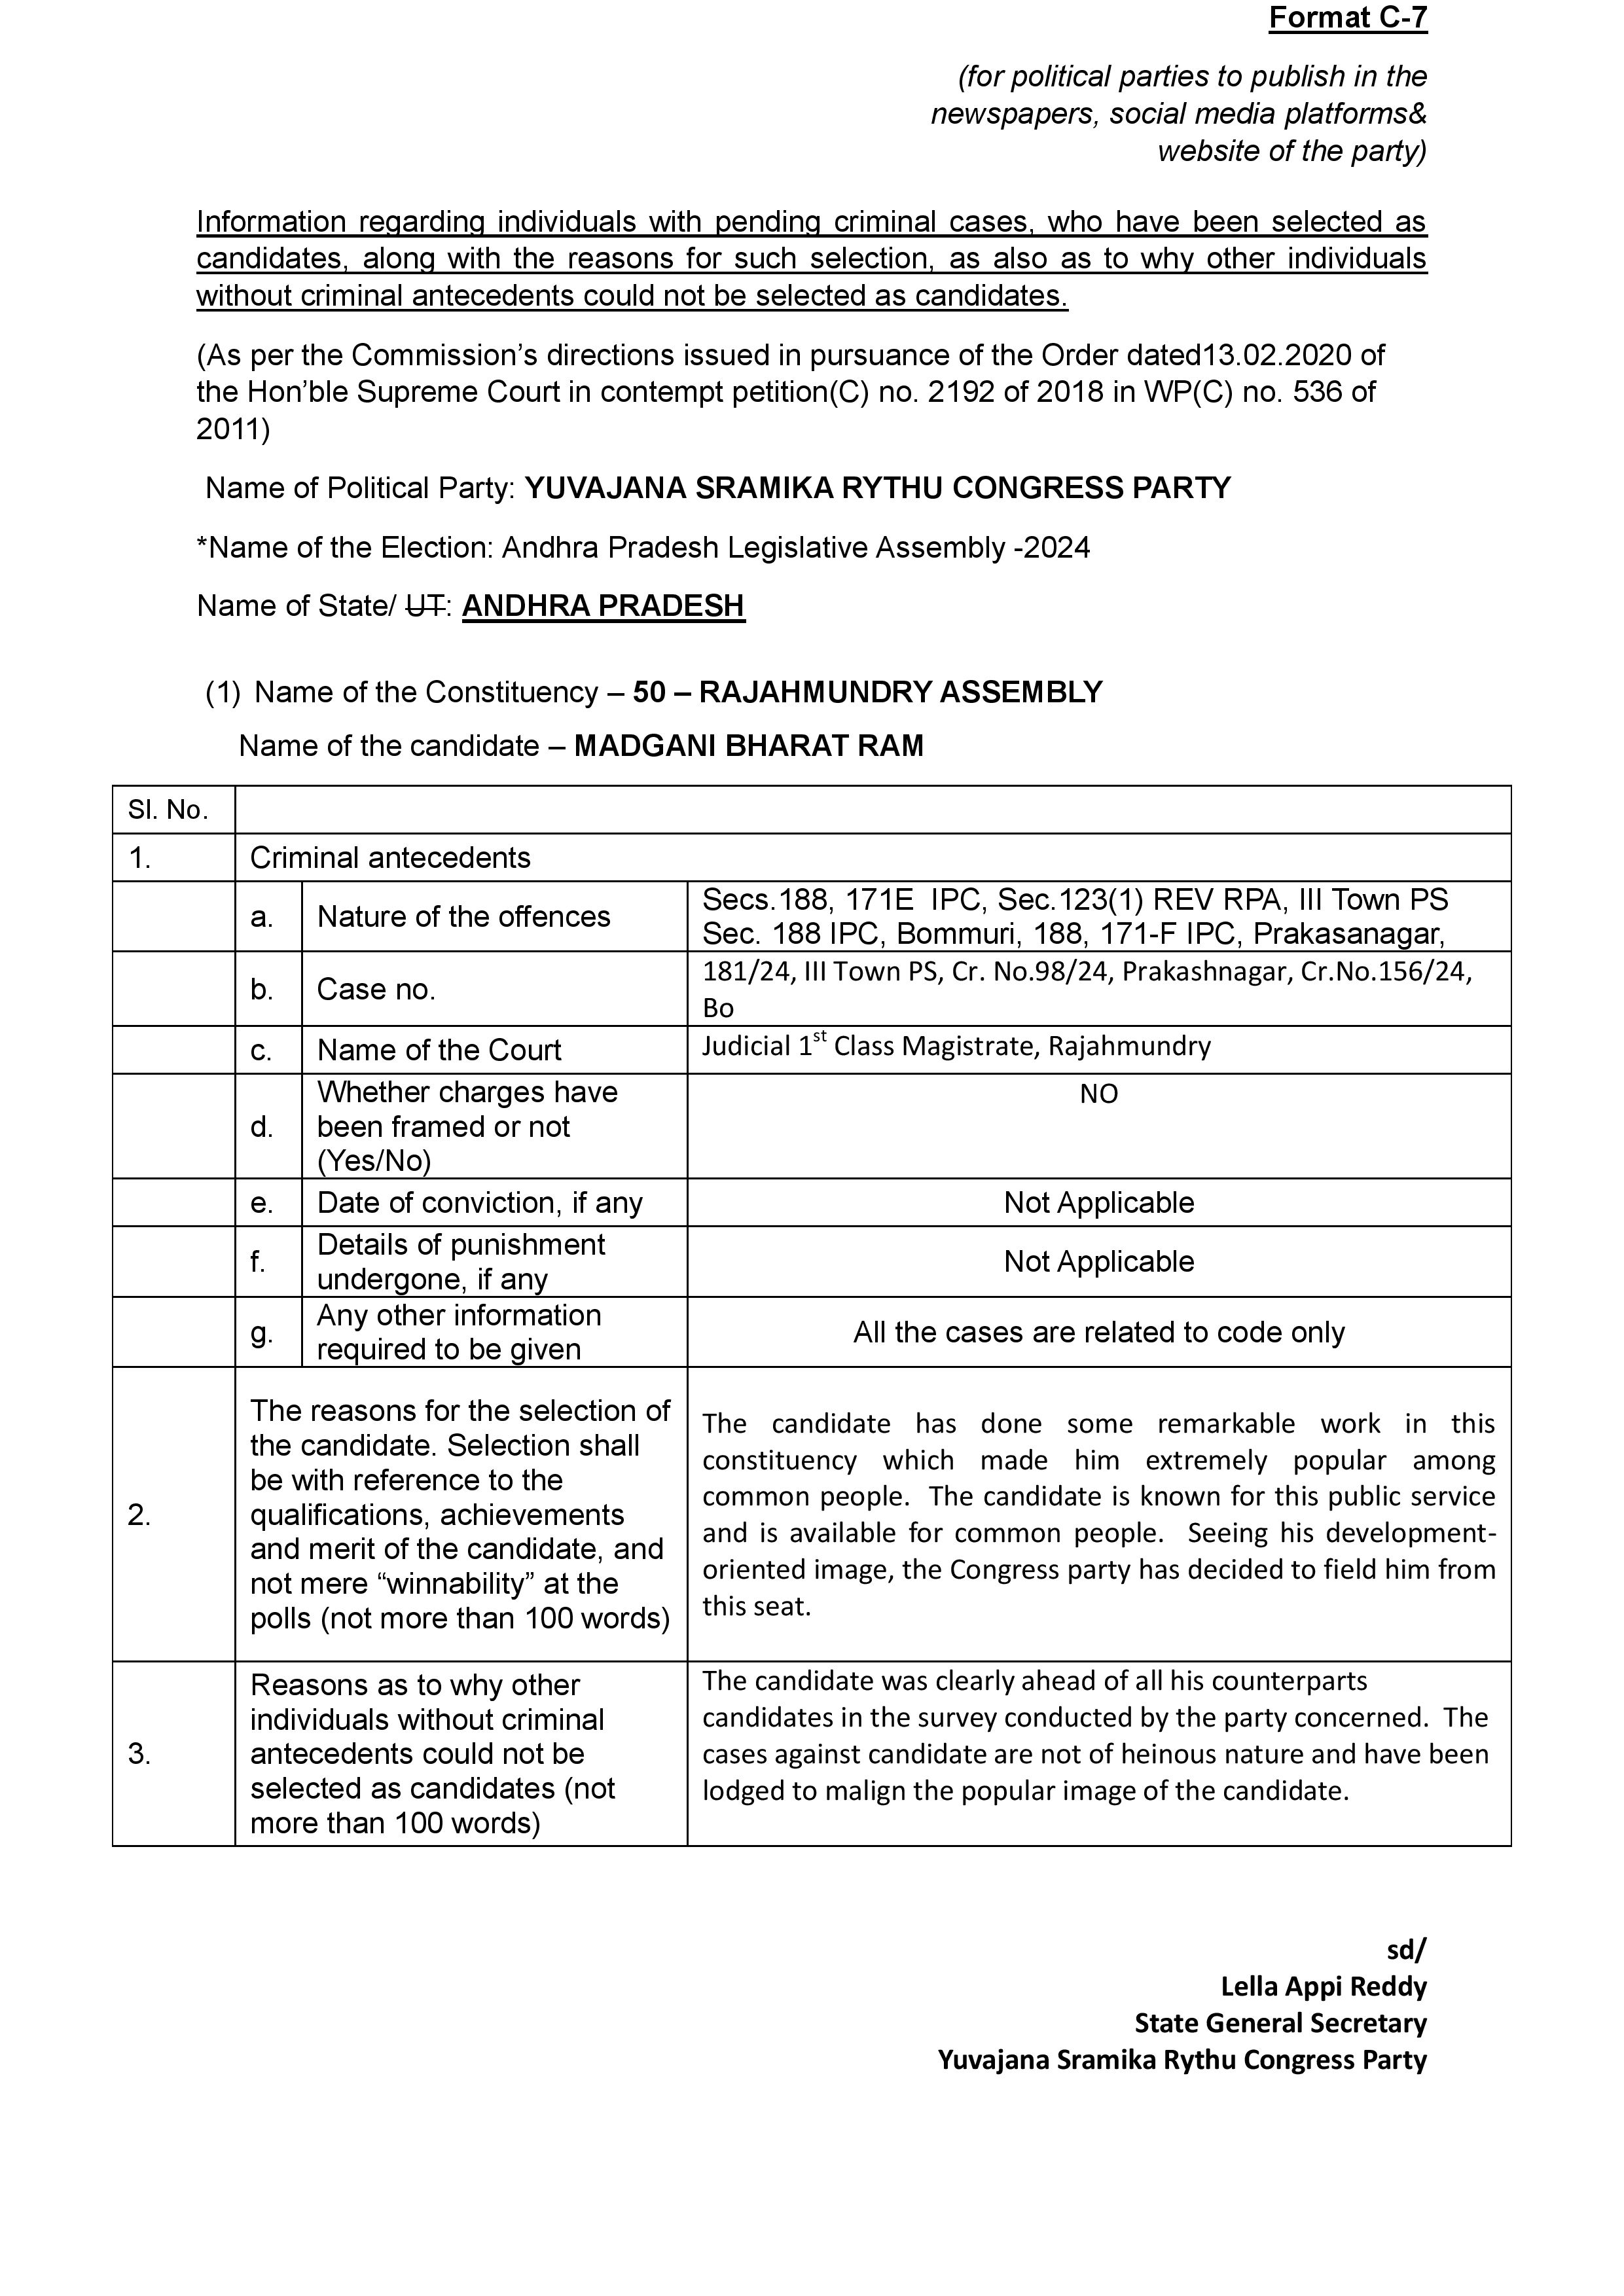 Format C-7
(for political parties to publish in the
newspapers, social media platforms&
website of the party)
Information regarding individuals with pending criminal cases, who have been selected as
candidates, along with the reasons for such selection, as also as to why other individuals
without criminal antecedents could not be selected as candidates.
(As per the Commission’s directions issued in pursuance of the Order dated13.02.2020 of
the Hon’ble Supreme Court in contempt petition(C) no. 2192 of 2018 in WP(C) no. 536 of
2011)
Name of Political Party: YUVAJANA SRAMIKA RYTHU CONGRESS PARTY
*Name of the Election: Andhra Pradesh Legislative Assembly -2024
Name of State/ UT: ANDHRA PRADESH
(1) Name of the Constituency – 50 – RAJAHMUNDRY ASSEMBLY
Name of the candidate – MADGANI BHARAT RAM
Sl. No.
1. Criminal antecedents
a. Nature of the offences
Secs.188, 171E IPC, Sec.123(1) REV RPA, III Town PS
Sec. 188 IPC, Bommuri, 188, 171-F IPC, Prakasanagar,
b. Case no.
181/24, III Town PS, Cr. No.98/24, Prakashnagar, Cr.No.156/24,
Bo
c. Name of the Court
Judicial 1st Class Magistrate, Rajahmundry
d.
Whether charges have
been framed or not
(Yes/No)
NO
e. Date of conviction, if any
Not Applicable
f.
Details of punishment
undergone, if any
Not Applicable
g.
Any other information
required to be given
All the cases are related to code only
2.
The reasons for the selection of
the candidate. Selection shall
be with reference to the
qualifications, achievements
and merit of the candidate, and
not mere “winnability” at the
polls (not more than 100 words)
The candidate has done some remarkable work in this
constituency which made him extremely popular among
common people. The candidate is known for this public service
and is available for common people. Seeing his development-
oriented image, the Congress party has decided to field him from
this seat.
3.
Reasons as to why other
individuals without criminal
antecedents could not be
selected as candidates (not
more than 100 words)
The candidate was clearly ahead of all his counterparts
candidates in the survey conducted by the party concerned. The
cases against candidate are not of heinous nature and have been
lodged to malign the popular image of the candidate.
sd/
Lella Appi Reddy
State General Secretary
Yuvajana Sramika Rythu Congress Party